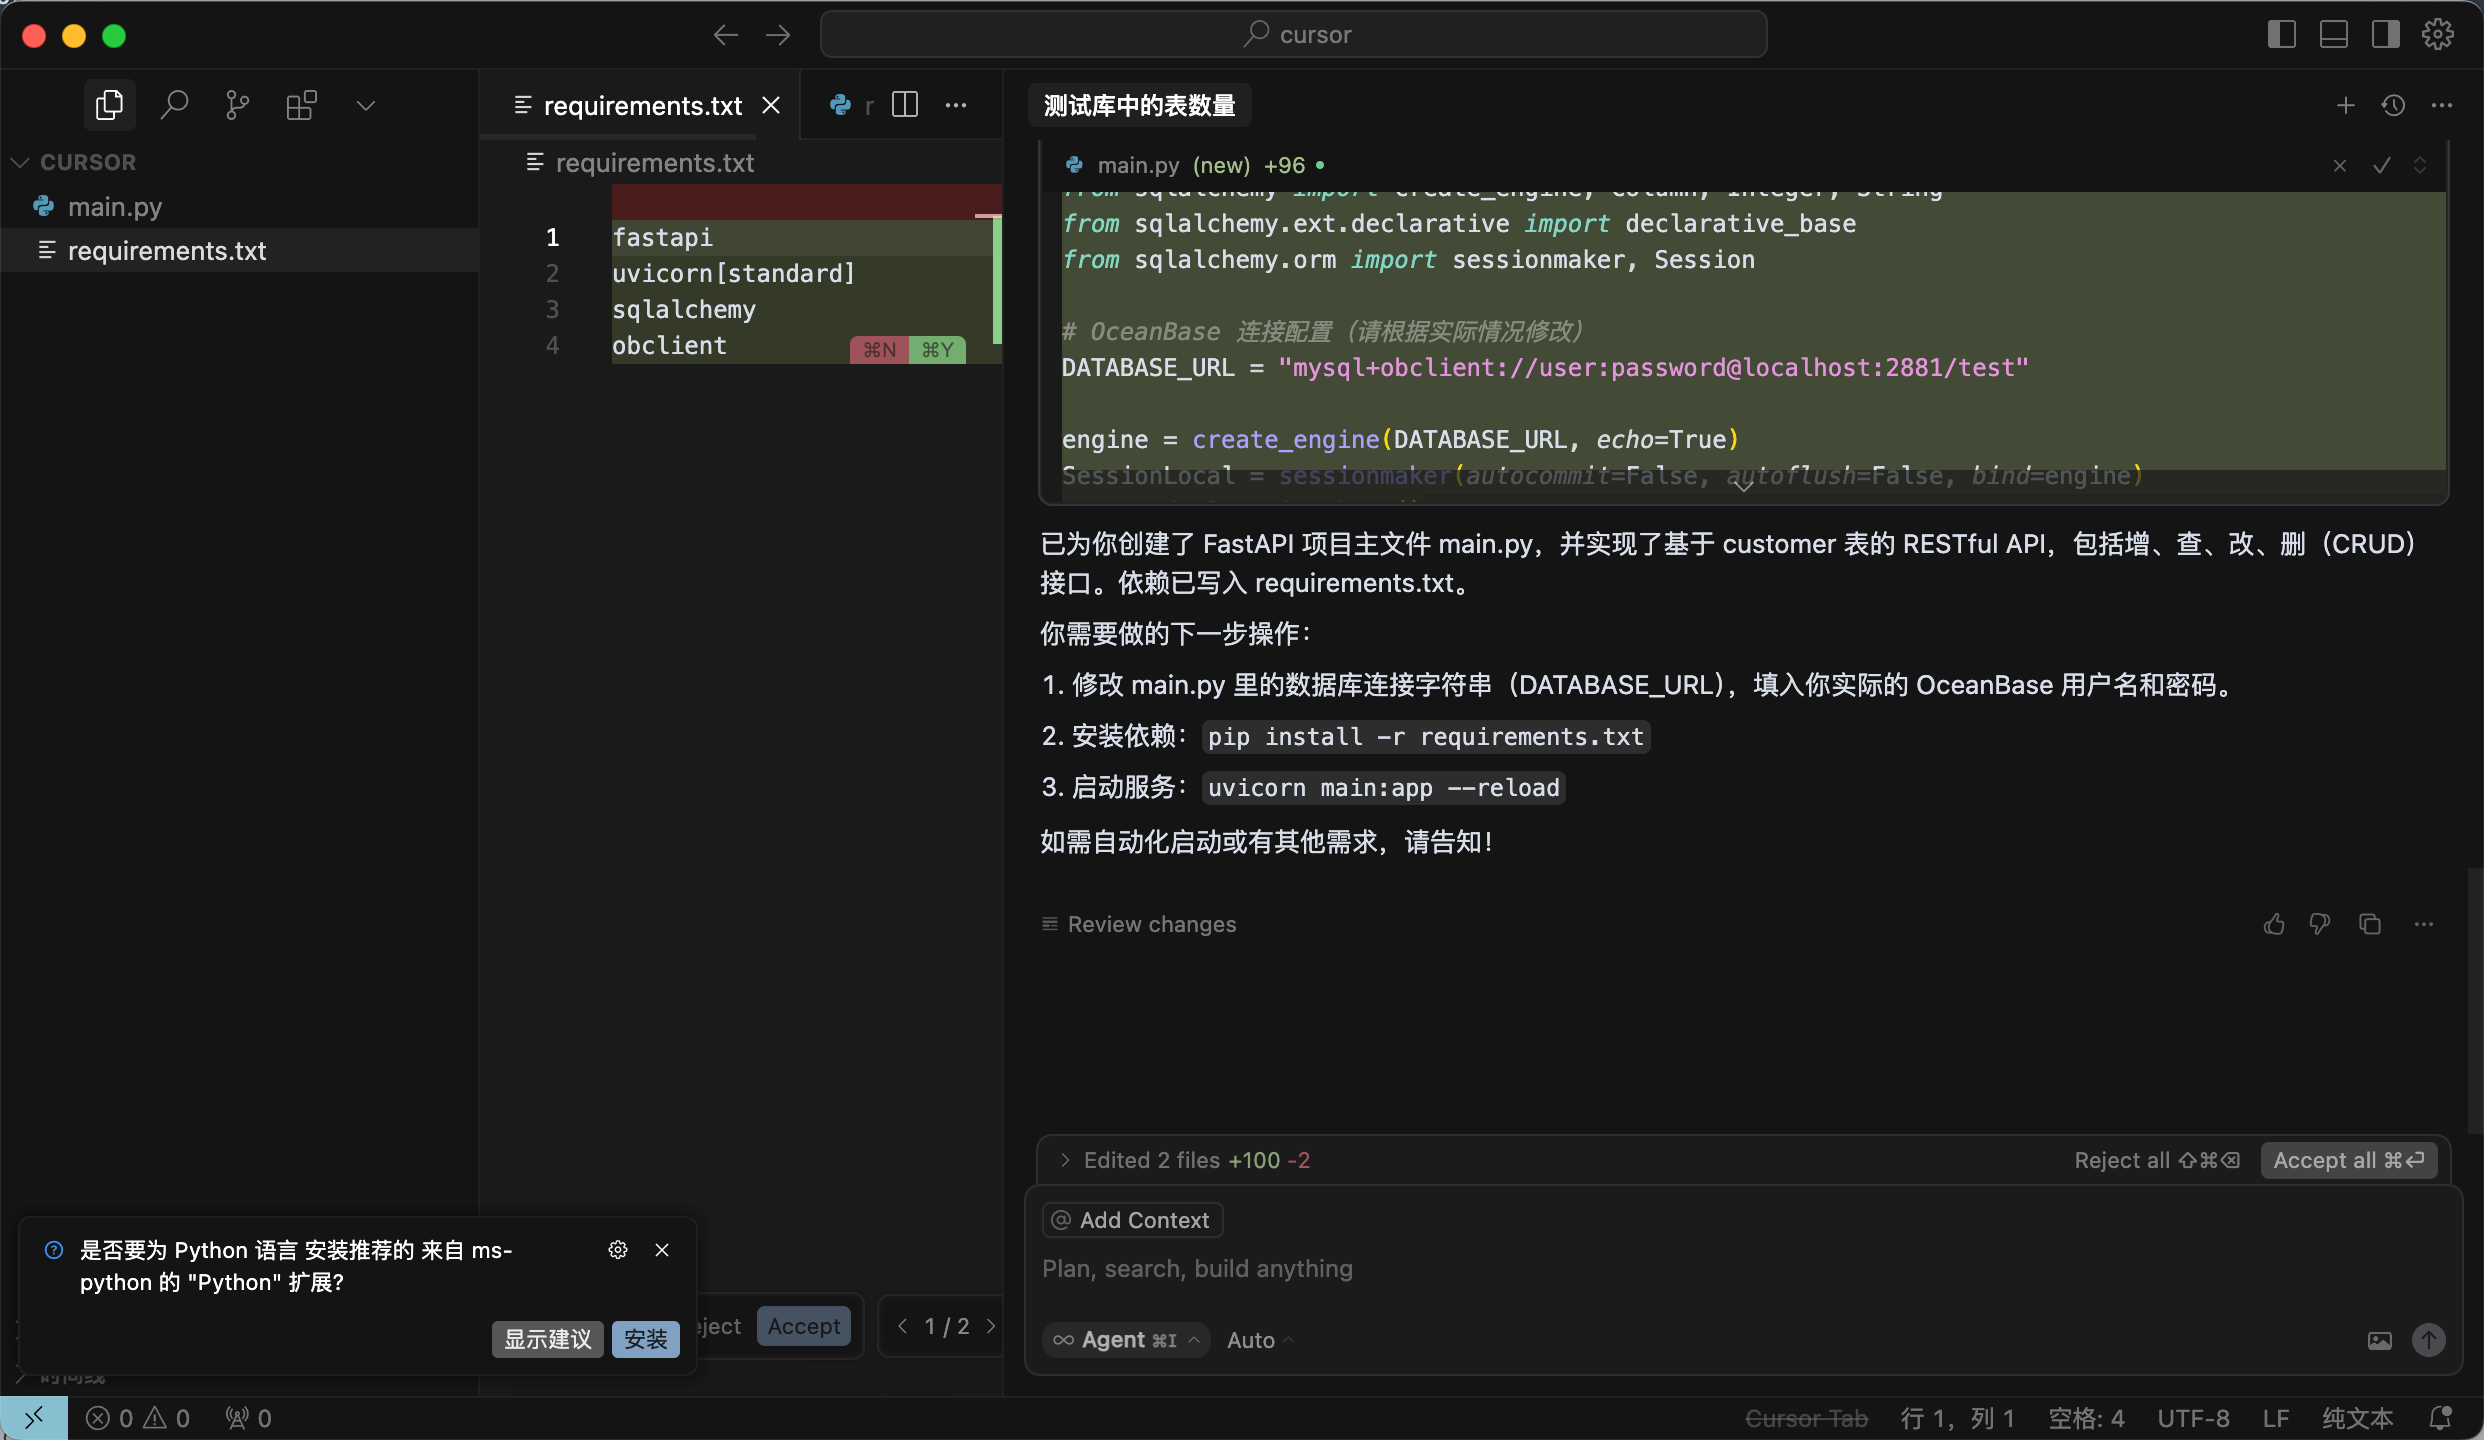 cursor
requirements.txt
r
测试库中的表数量
CURSOR
main.py
requirements.txt
requirements.txt
1 fastapi
2 uvicorn[standard]
3 sqlalchemy
4 obclient
⌘N ⌘Y
main.py (new) +96
from sqlalchemy import create_engine, Column, Integer, String
from sqlalchemy.ext.declarative import declarative_base
from sqlalchemy.orm import sessionmaker, Session
# OceanBase 连接配置（请根据实际情况修改）
DATABASE_URL = "mysql+obclient://user:password@localhost:2881/test"
engine = create_engine(DATABASE_URL, echo=True)
SessionLocal = sessionmaker(autocommit=False, autoflush=False, bind=engine)
已为你创建了 FastAPI 项目主文件 main.py，并实现了基于 customer 表的 RESTful API，包括增、查、改、删（CRUD）
接口。依赖已写入 requirements.txt。
你需要做的下一步操作：
1. 修改 main.py 里的数据库连接字符串（DATABASE_URL），填入你实际的 OceanBase 用户名和密码。
2. 安装依赖： pip install -r requirements.txt
3. 启动服务： uvicorn main:app --reload
如需自动化启动或有其他需求，请告知！
Review changes
Edited 2 files +100 -2
Reject all ⇧⌘⌫ Accept all ⌘⏎
@ Add Context
Plan, search, build anything
∞ Agent ⌘I Auto
是否要为 Python 语言 安装推荐的 来自 ms-
python 的 "Python" 扩展?
显示建议 安装
ject Accept 1 / 2
时间线
0 0 0
Cursor Tab 行 1，列 1 空格: 4 UTF-8 LF 纯文本